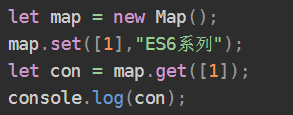 let map = new Map();
map.set([1],"ES6系列");
let con = map.get([1]);
console.log(con);